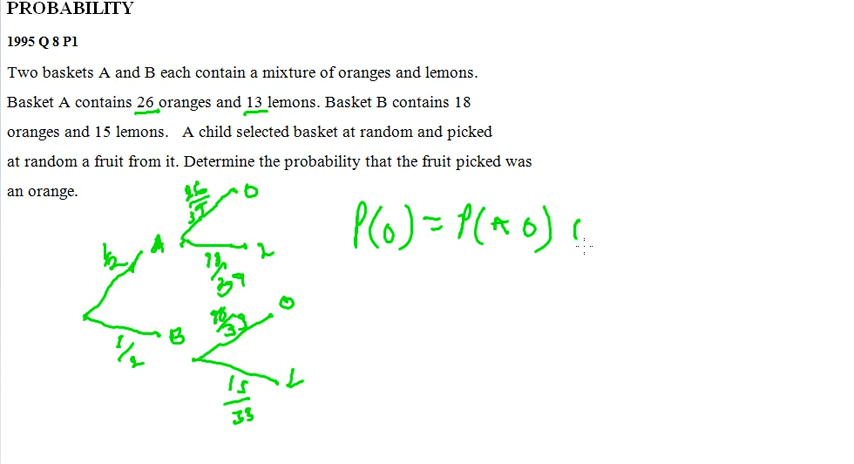 PROBABILITY
1995 Q 8 P1
Two baskets A and B each contain a mixture of oranges and lemons.
Basket A contains 26 oranges and 13 lemons. Basket B contains 18
oranges and 15 lemons. A child selected basket at random and picked
at random a fruit from it. Determine the probability that the fruit picked was
an orange.
26/39 O
P(O) = P(A O) (
1/2 A
13/39 L
18/33 O
1/2 B
15/33 L